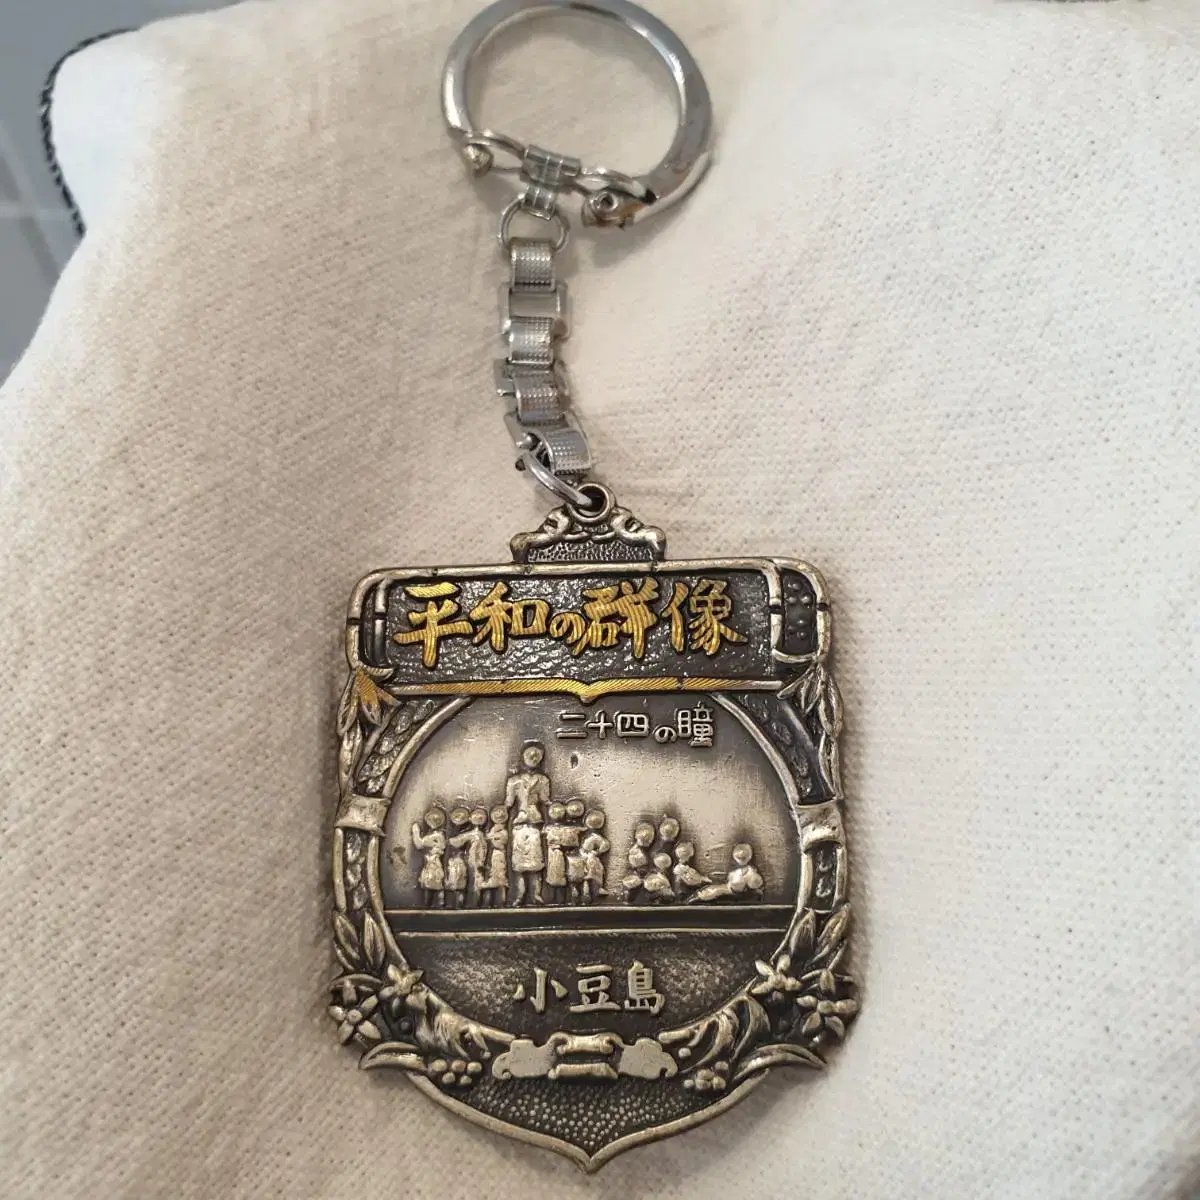 平和の群像
二十四の瞳
小豆島